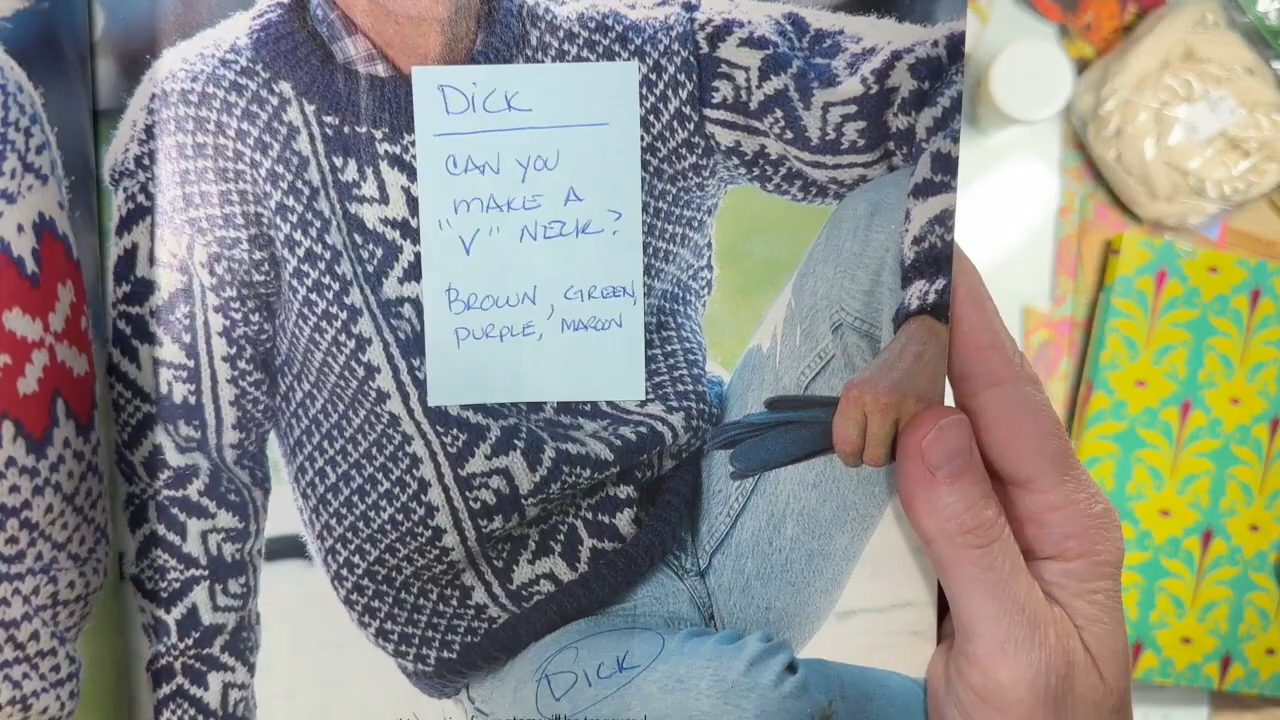 DICK
CAN YOU
MAKE A
"V" NECK?
BROWN, GREEN,
PURPLE, MAROON
DICK